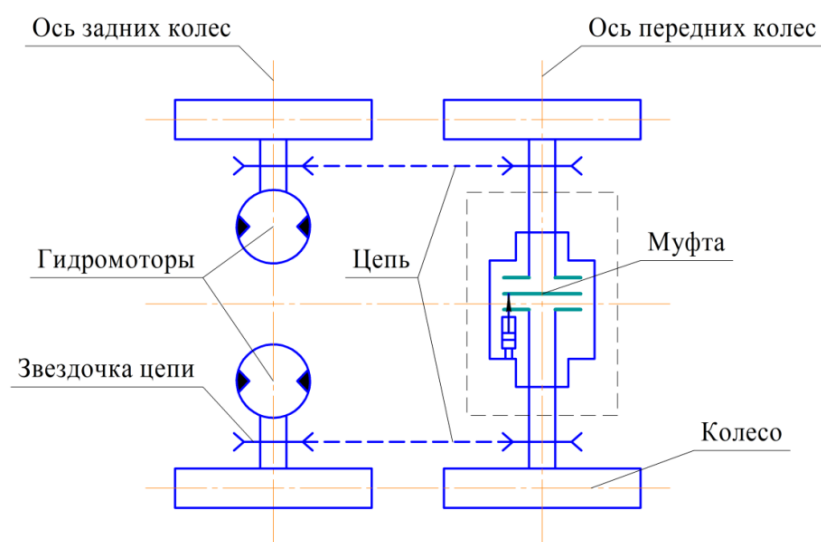 Ось задних колес
Ось передних колес
Гидромоторы
Цепь
Муфта
Звездочка цепи
Колесо